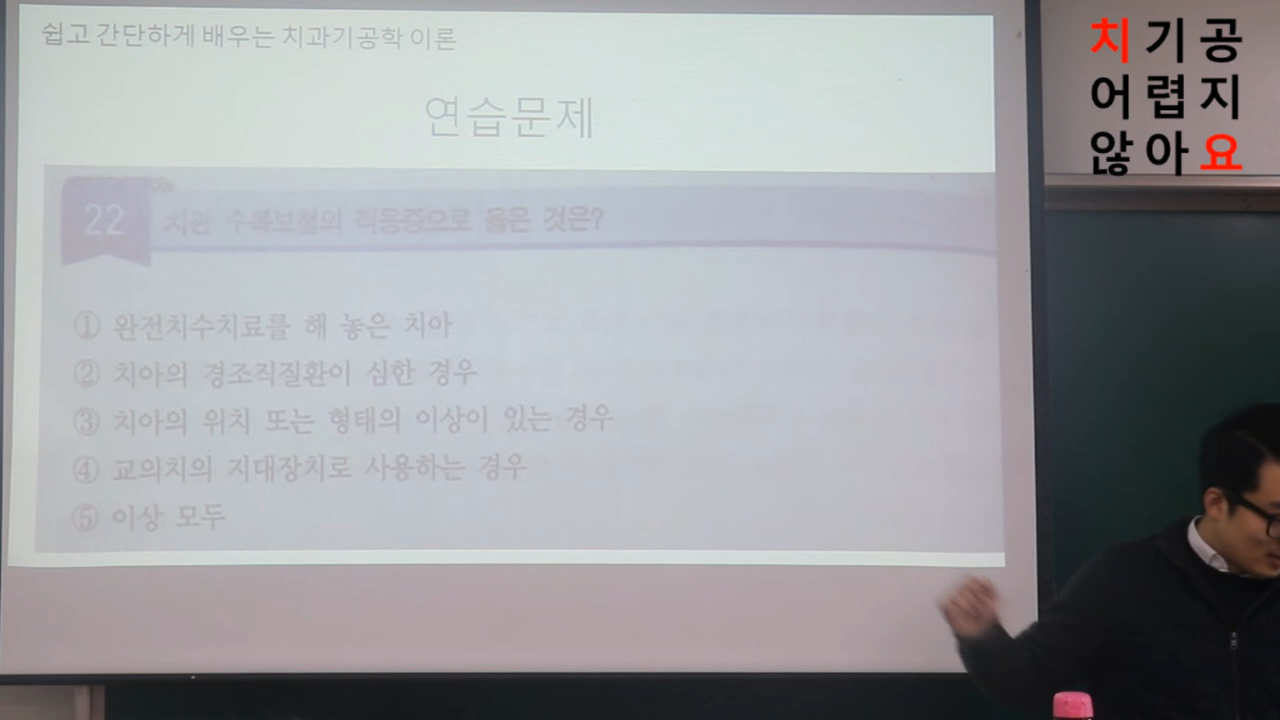 쉽고 간단하게 배우는 치과기공학 이론
연습문제
22 치관 수복보철의 적응증으로 옳은 것은?
① 완전치수치료를 해 놓은 치아
② 치아의 경조직질환이 심한 경우
③ 치아의 위치 또는 형태의 이상이 있는 경우
④ 교의치의 지대장치로 사용하는 경우
⑤ 이상 모두
치기공
어렵지
않아요